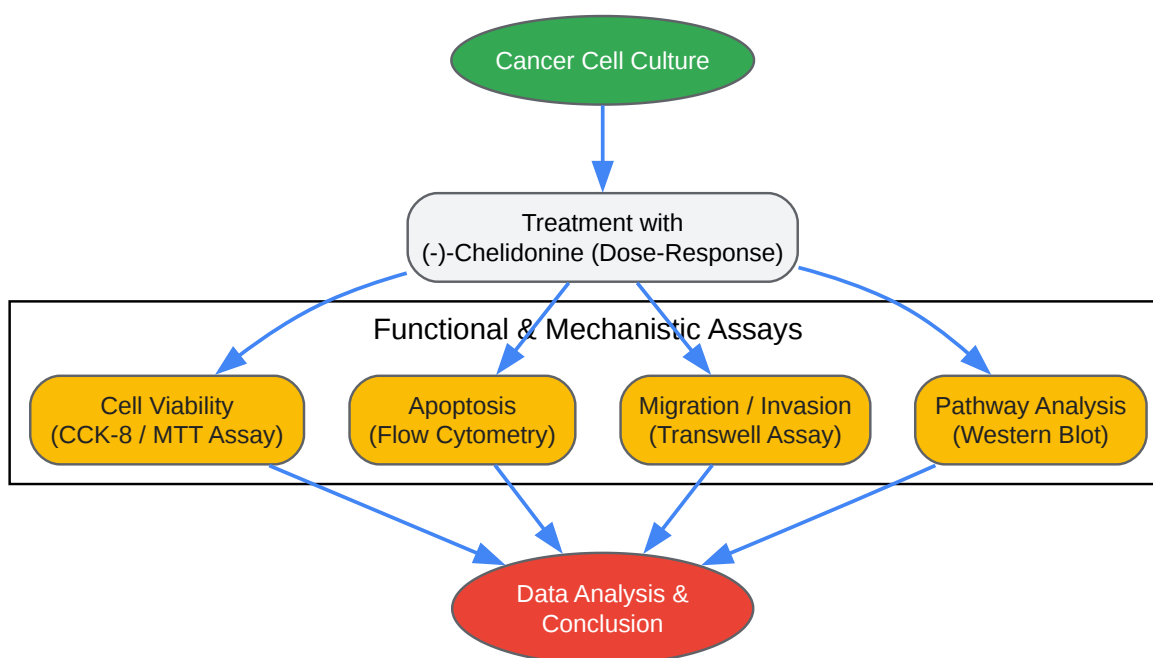 Cancer Cell Culture
Treatment with
(-)-Chelidonine (Dose-Response)
Functional & Mechanistic Assays
Cell Viability
(CCK-8 / MTT Assay)
Apoptosis
(Flow Cytometry)
Migration / Invasion
(Transwell Assay)
Pathway Analysis
(Western Blot)
Data Analysis &
Conclusion